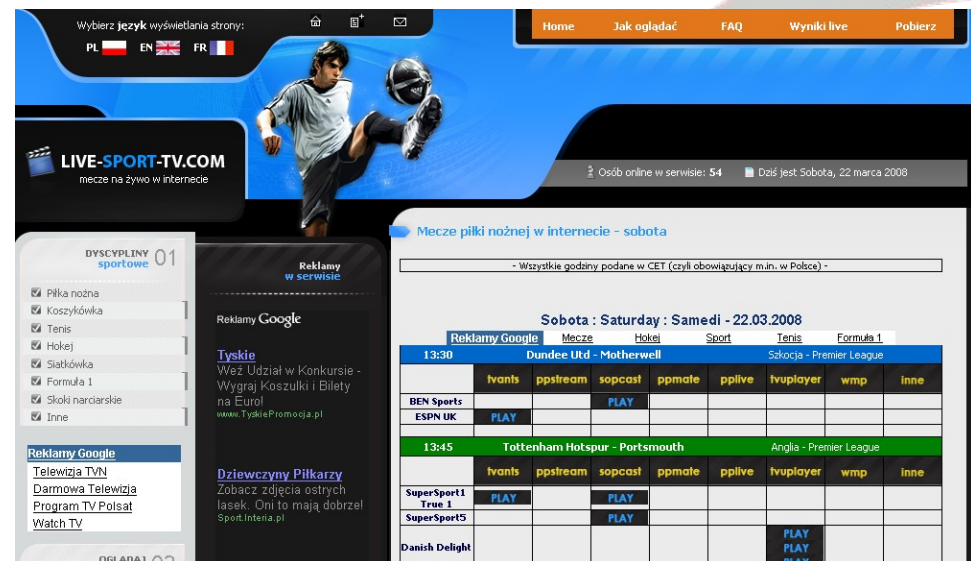 Wybierz język wyświetlania strony:
PL EN FR
Home Jak oglądać FAQ Wyniki live Pobierz
LIVE-SPORT-TV.COM
mecze na żywo w internecie
Osób online w serwisie: 54 Dziś jest Sobota, 22 marca 2008
DYSCYPLINY 01
sportowe
Piłka nożna
Koszykówka
Tenis
Hokej
Siatkówka
Formuła 1
Skoki narciarskie
Inne
Reklamy Google
Telewizja TVN
Darmowa Telewizja
Program TV Polsat
Watch TV
OGLĄDAJ 02
Reklamy
w serwisie
Reklamy Google
Tyskie
Weź Udział w Konkursie -
Wygraj Koszulki i Bilety
na Euro!
www.TyskiePromocja.pl
Dziewczyny Piłkarzy
Zobacz zdjęcia ostrych
lasek. Oni to mają dobrze!
Sport.Interia.pl
Mecze piłki nożnej w internecie - sobota
- Wszystkie godziny podane w CET (czyli obowiązujący m.in. w Polsce) -
Sobota : Saturday : Samedi - 22.03.2008
Reklamy Google Mecze Hokej Sport Tenis Formuła 1
13:30 Dundee Utd - Motherwell Szkocja - Premier League
tvants ppstream sopcast ppmate pplive tvuplayer wmp inne
BEN Sports PLAY
ESPN UK PLAY
13:45 Tottenham Hotspur - Portsmouth Anglia - Premier League
tvants ppstream sopcast ppmate pplive tvuplayer wmp inne
SuperSport1 PLAY PLAY
True 1
SuperSport5 PLAY
Danish Delight PLAY
PLAY
PLAY